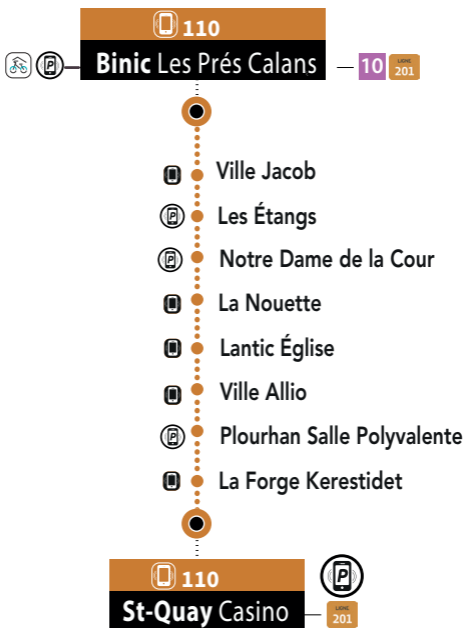 110
P Binic Les Prés Calans 10 LIGNE 201
Ville Jacob
P Les Étangs
P Notre Dame de la Cour
La Nouette
Lantic Église
Ville Allio
P Plourhan Salle Polyvalente
La Forge Kerestidet
110 P
St-Quay Casino LIGNE 201